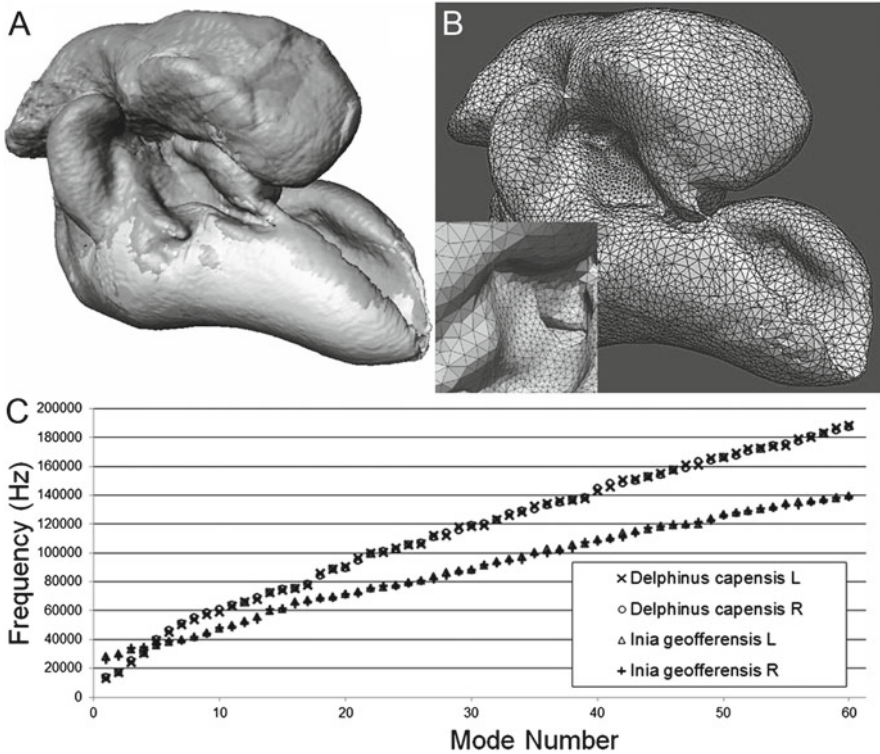 A
B
C
Frequency (Hz)
200000
180000
160000
140000
120000
100000
80000
60000
40000
20000
0
0
10
20
30
40
50
60
Mode Number
Delphinus capensis L
Delphinus capensis R
Inia geofferensis L
Inia geofferensis R